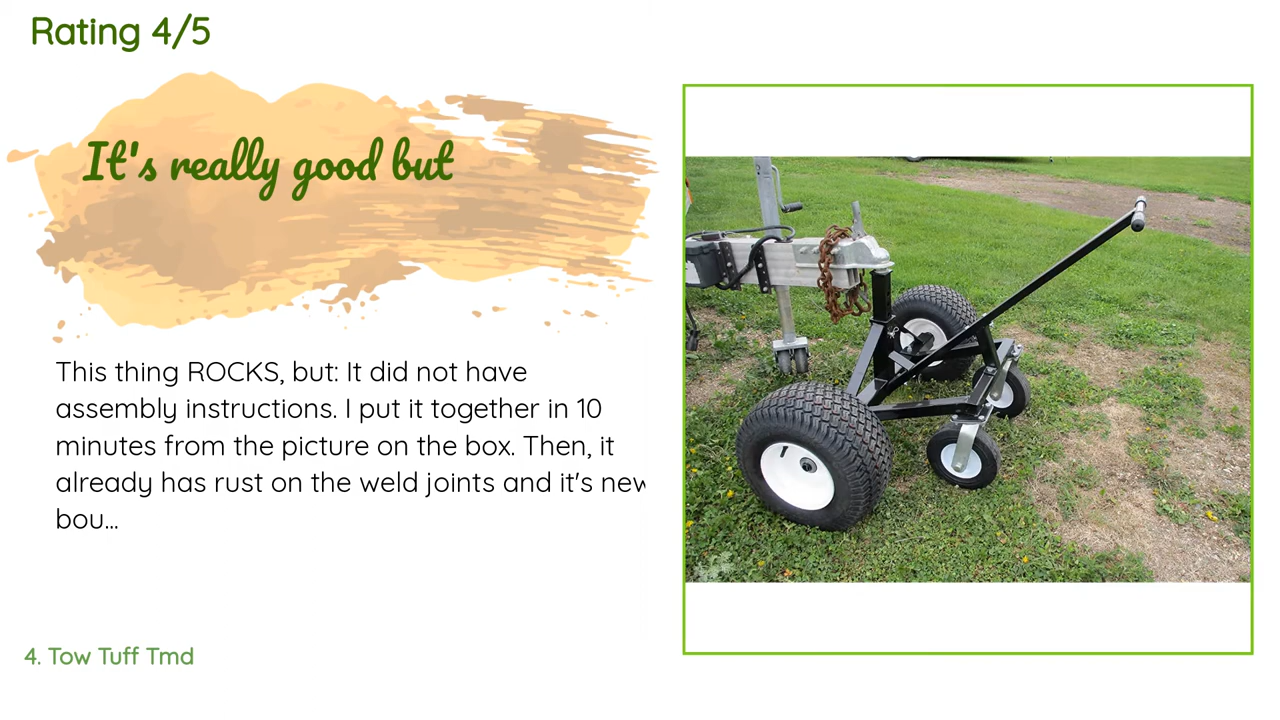 Rating 4/5
It's really good but
This thing ROCKS, but: It did not have
assembly instructions. I put it together in 10
minutes from the picture on the box. Then, it
already has rust on the weld joints and it's new
bou...
4. Tow Tuff Tmd